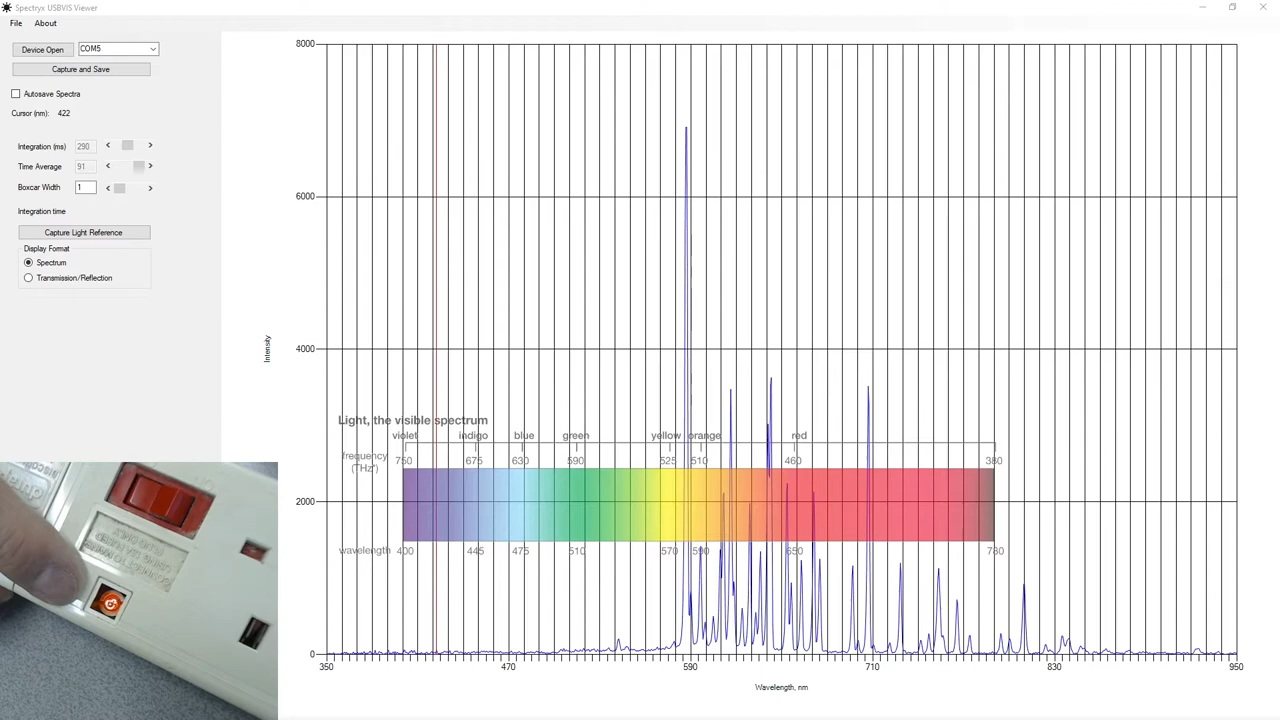 Spectryx USBVIS Viewer
File About
Device Open COM5
Capture and Save
Autosave Spectra
Cursor (nm): 422
Integration (ms) 290 < >
Time Average 91 < >
Boxcar Width 1 < >
Integration time
Capture Light Reference
Display Format
Spectrum
Transmission/Reflection
8000
6000
4000
2000
0
Intensity
350 470 590 710 830 950
Wavelength, nm
Light, the visible spectrum
violet indigo blue green yellow orange red
frequency
(THz)
750 675 630 590 525 510 460 380
wavelength 400 445 475 510 570 590 650 780